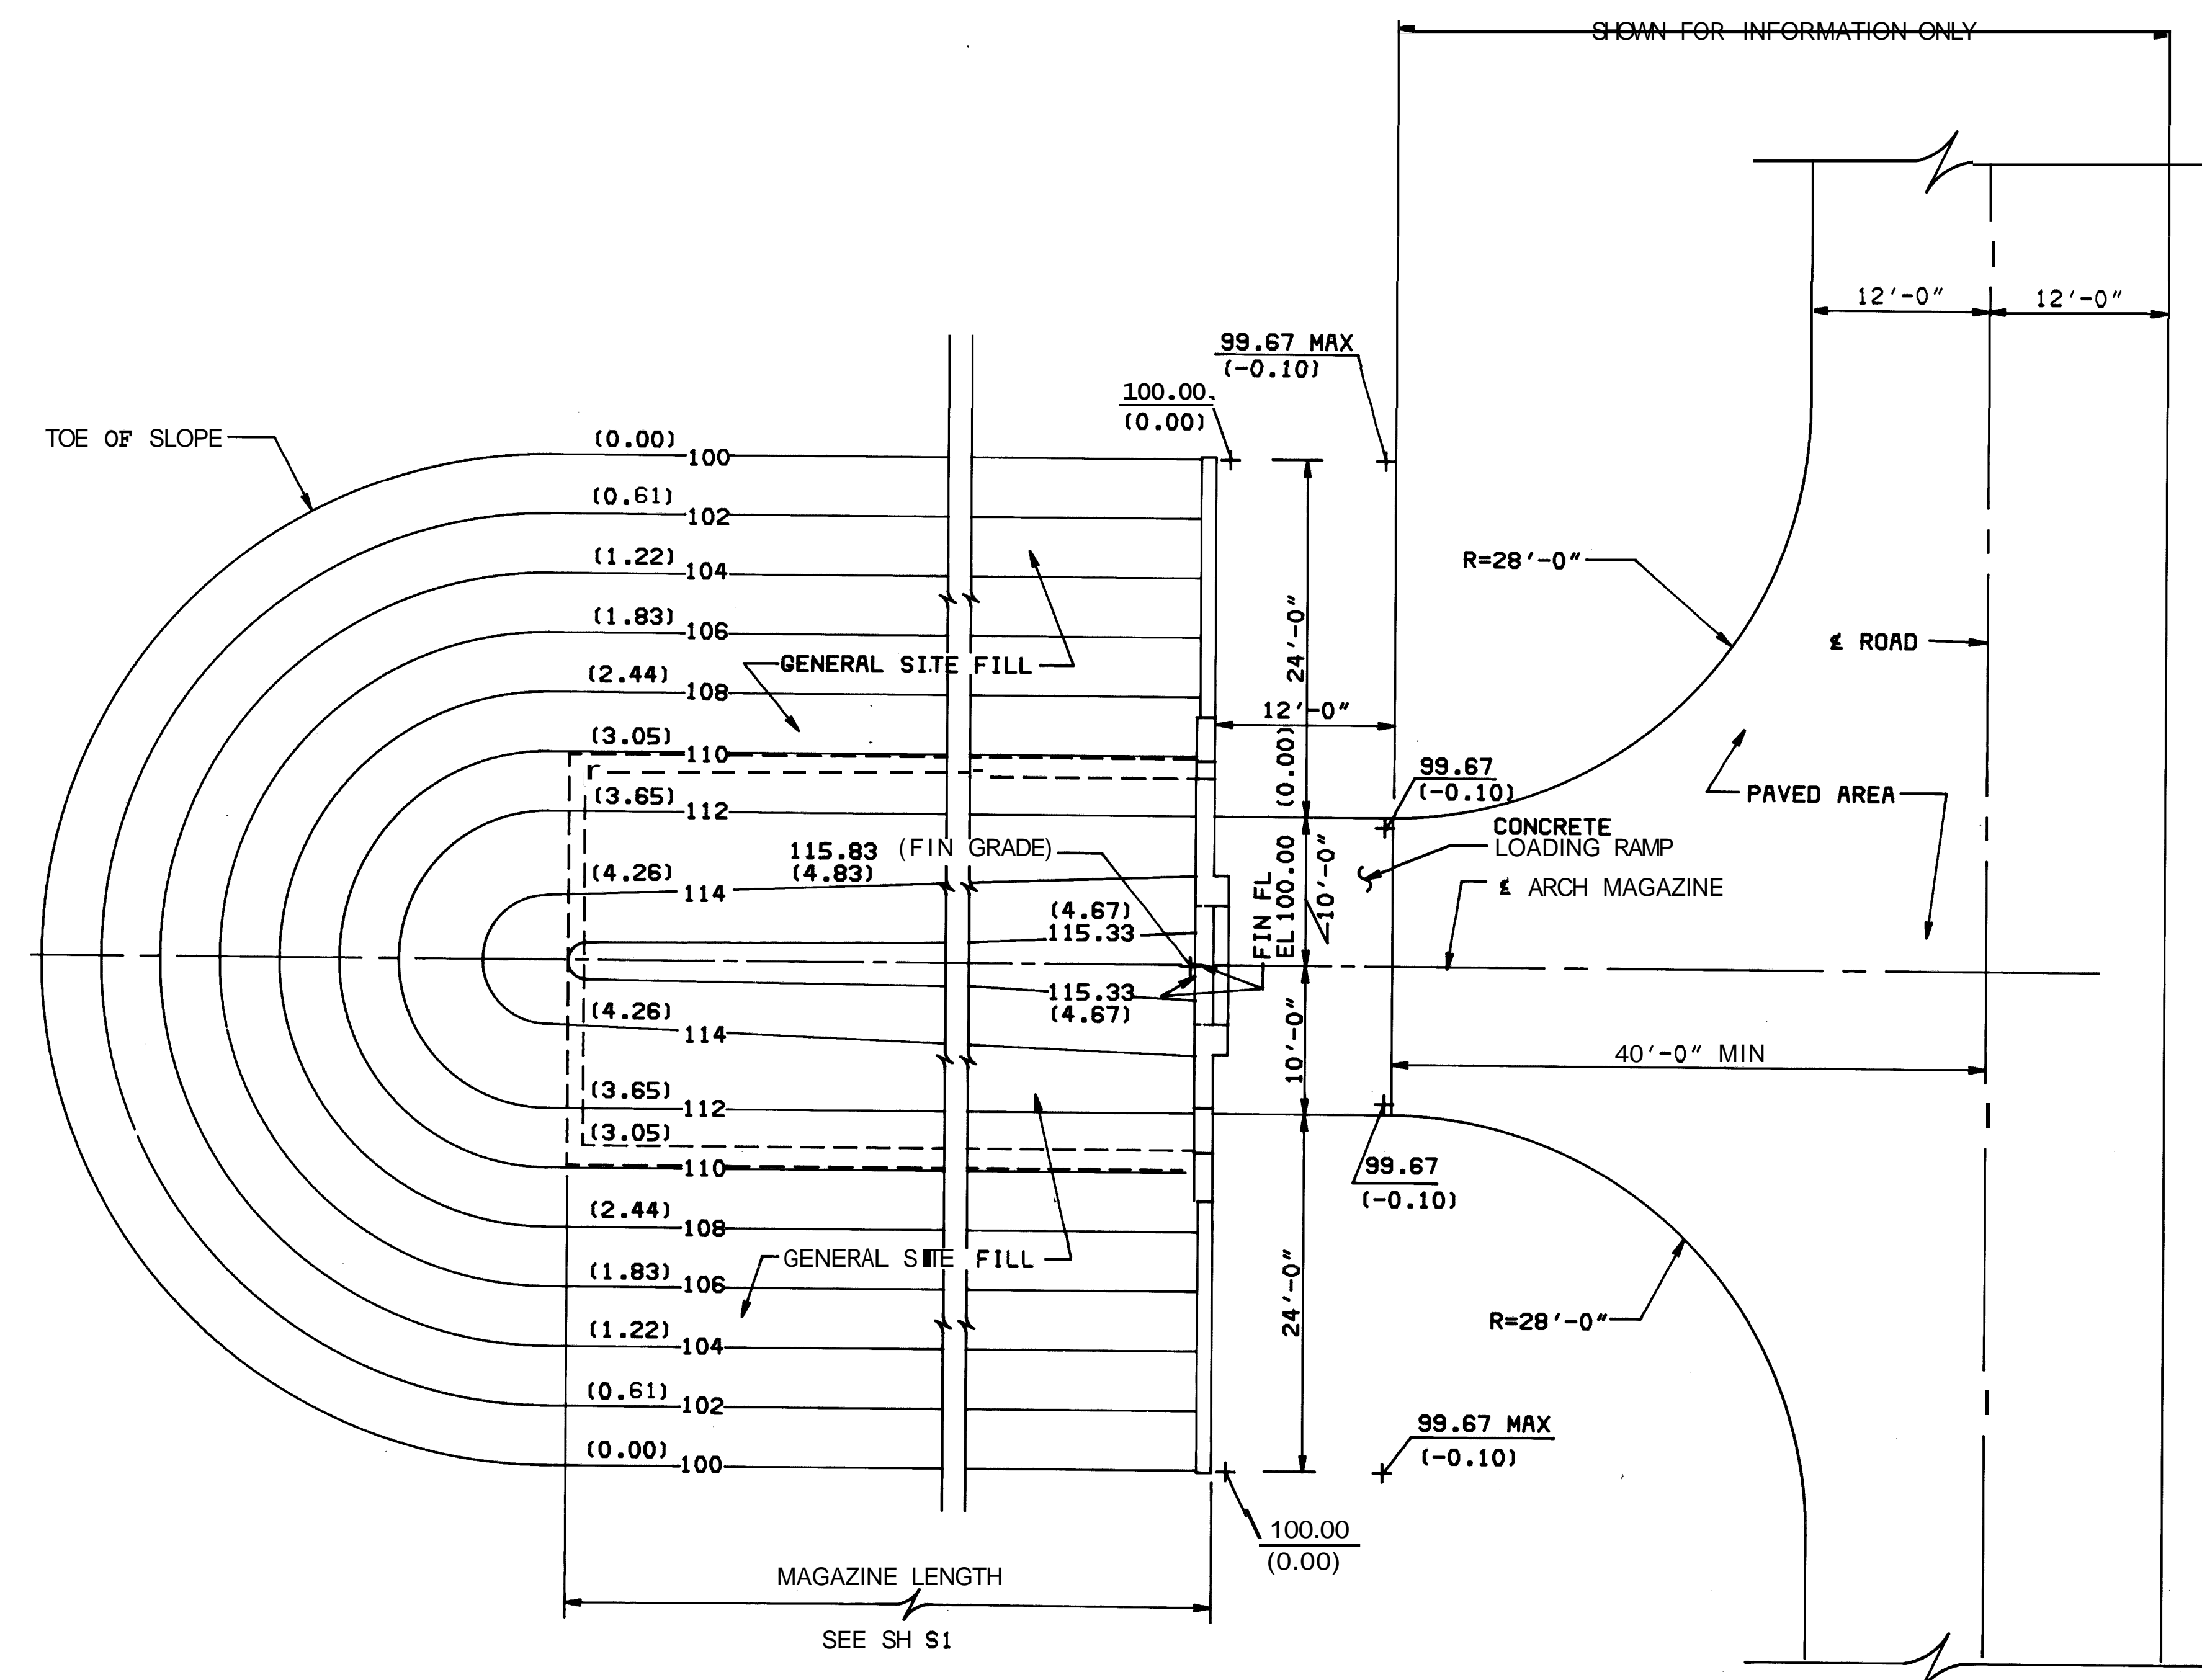 SHOWN FOR INFORMATION ONLY
12'-0"
12'-0"
99.67 MAX
(-0.10)
100.00
(0.00)
TOE OF SLOPE
(0.00)
100
(0.61)
102
(1.22)
104
R=28'-0"
(1.83)
106
24'-0"
℄ ROAD
GENERAL SITE FILL
(2.44)
108
12'-0"
(3.05)
110
99.67
(-0.10)
(3.65)
112
PAVED AREA
CONCRETE
LOADING RAMP
115.83 (FIN GRADE)
(4.83)
(4.26)
114
℄ ARCH MAGAZINE
FIN FL
EL 100.00
(0.00)
10'-0"
(4.67)
115.33
115.33
(4.67)
(4.26)
114
10'-0"
40'-0" MIN
(3.65)
112
(3.05)
110
99.67
(-0.10)
(2.44)
108
GENERAL SITE FILL
(1.83)
106
24'-0"
R=28'-0"
(1.22)
104
(0.61)
102
99.67 MAX
(-0.10)
(0.00)
100
100.00
(0.00)
MAGAZINE LENGTH
SEE SH S1